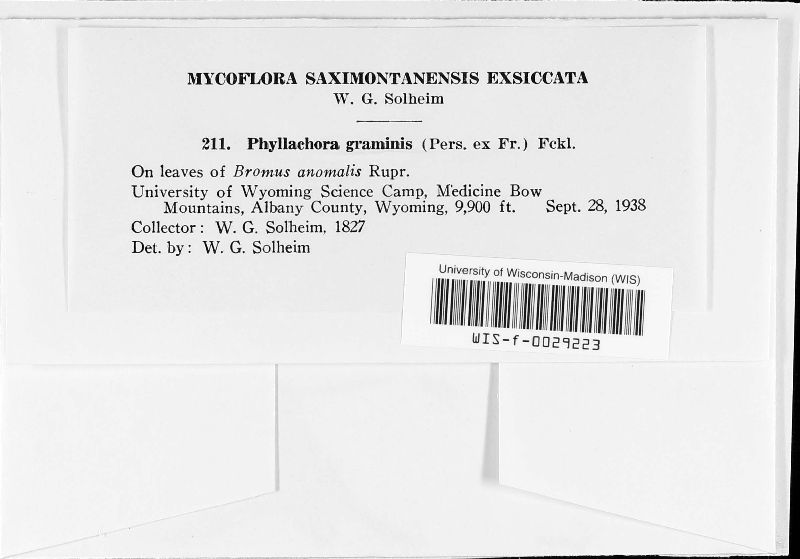 MYCOFLORA SAXIMONTANENSIS EXSICCATA
W. G. Solheim
211. Phyllachora graminis (Pers. ex Fr.) Fckl.
On leaves of Bromus anomalis Rupr.
University of Wyoming Science Camp, Medicine Bow
Mountains, Albany County, Wyoming, 9,900 ft. Sept. 28, 1938
Collector: W. G. Solheim, 1827
Det. by: W. G. Solheim
University of Wisconsin-Madison (WIS)
WIS-f-0029223